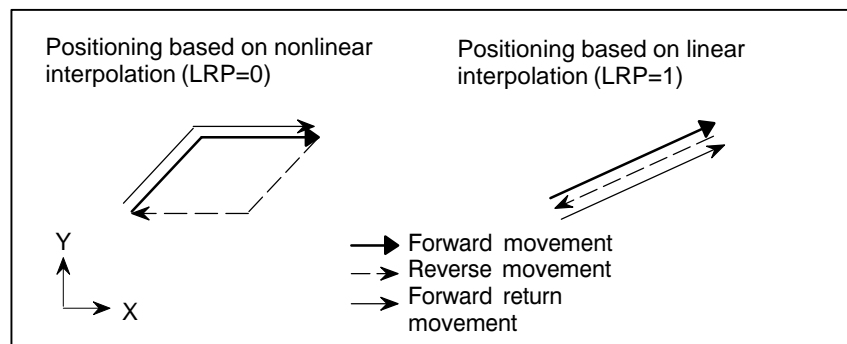 Positioning based on nonlinear
interpolation (LRP=0)
Positioning based on linear
interpolation (LRP=1)
Y
X
Forward movement
Reverse movement
Forward return
movement